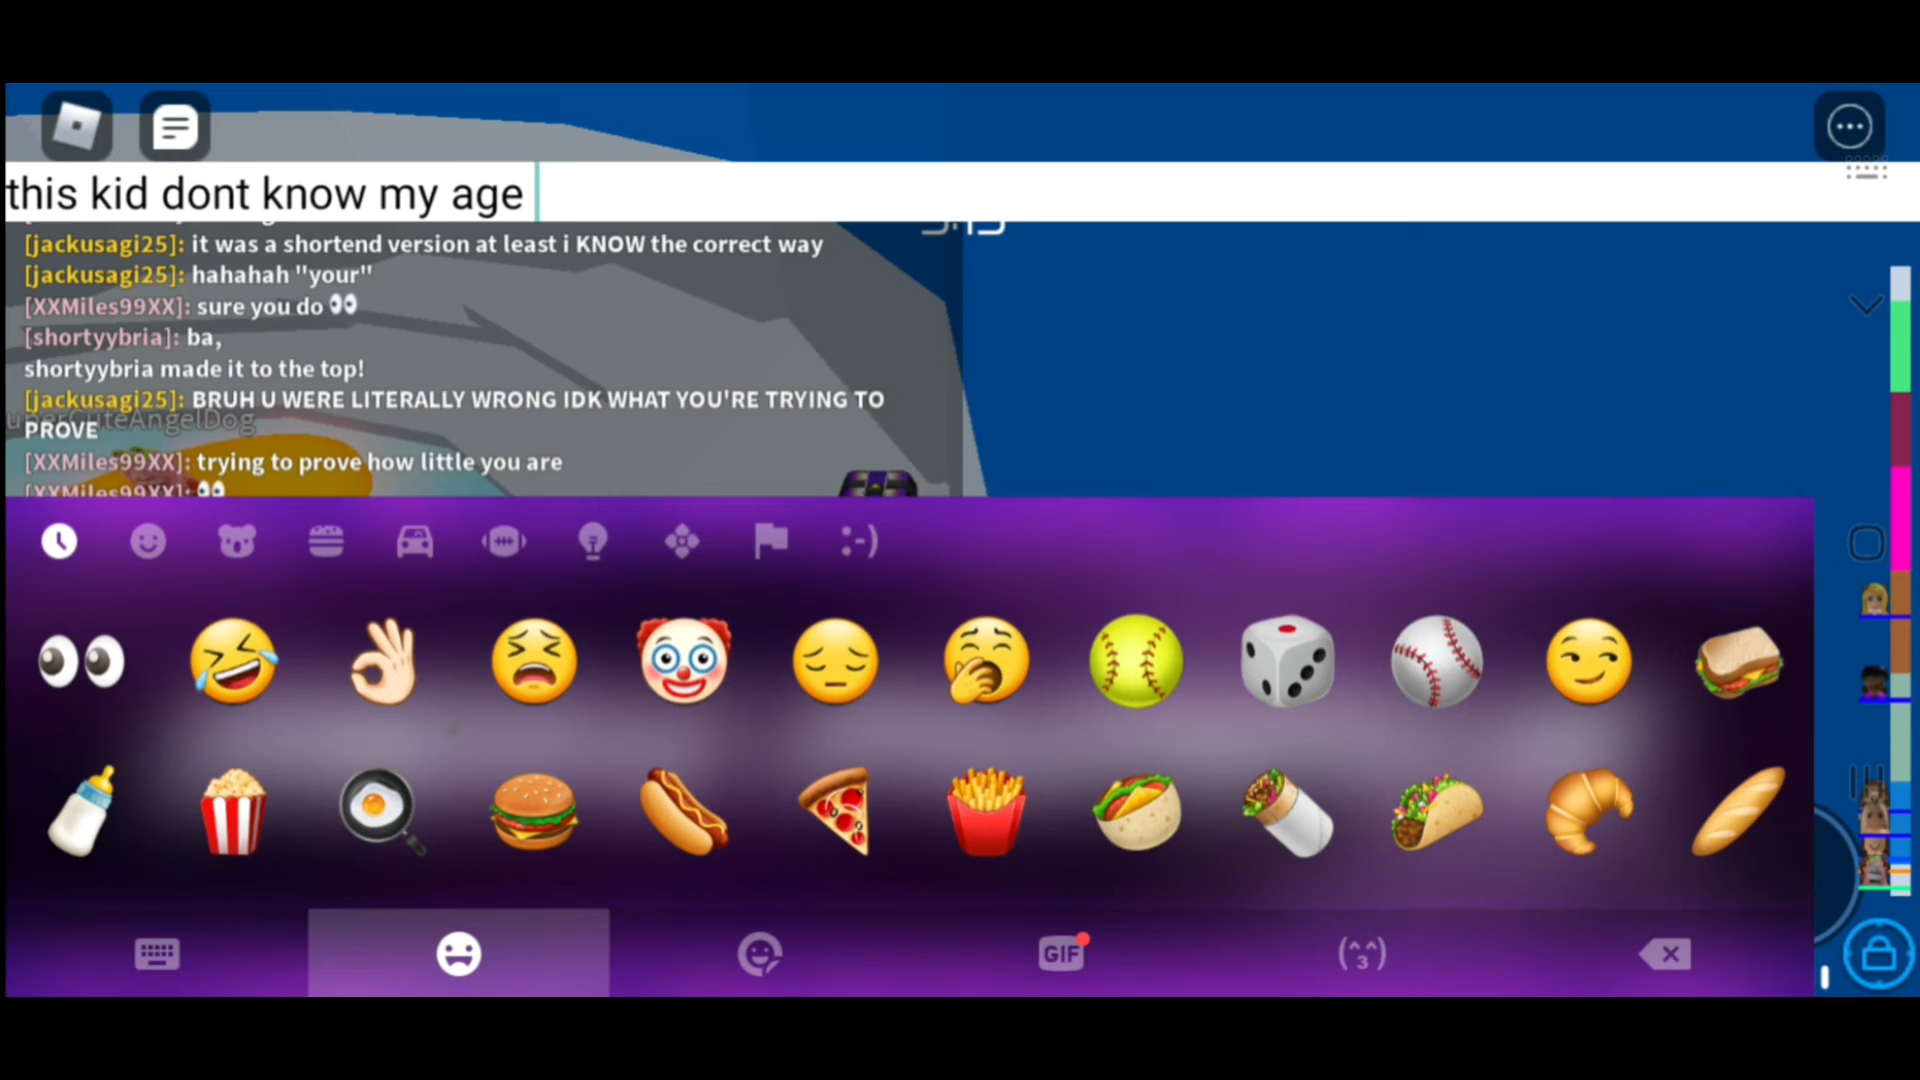 this kid dont know my age
[jackusagi25]: it was a shortend version at least i KNOW the correct way
[jackusagi25]: hahahah "your"
[XXMiles99XX]: sure you do 👀
[shortyybria]: ba,
shortyybria made it to the top!
[jackusagi25]: BRUH U WERE LITERALLY WRONG IDK WHAT YOU'RE TRYING TO
PROVE
[XXMiles99XX]: trying to prove how little you are
[XXMiles99XX]: 👀
:-)
GIF
(^3^)